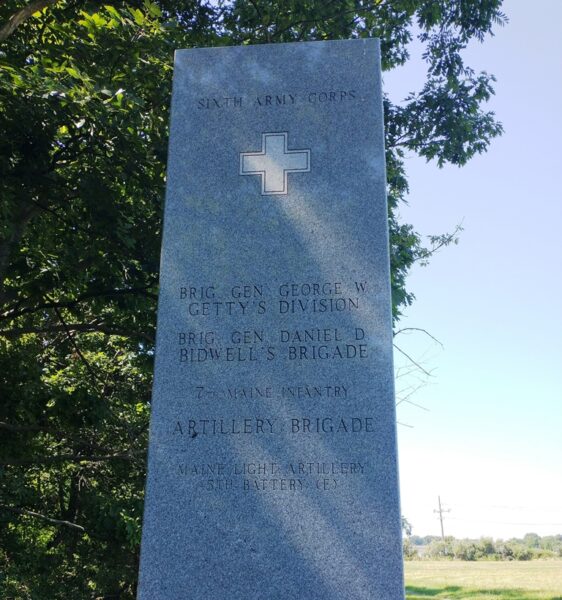 SIXTH ARMY CORPS
BRIG. GEN. GEORGE W.
GETTY'S DIVISION
BRIG. GEN. DANIEL D.
BIDWELL'S BRIGADE
7TH MAINE INFANTRY
ARTILLERY BRIGADE
MAINE LIGHT ARTILLERY
5TH BATTERY (E)